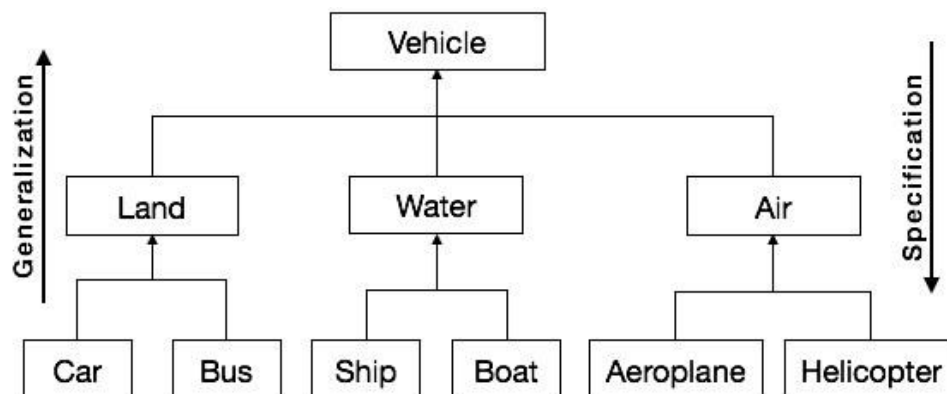 Vehicle
Generalization
Specification
Land
Water
Air
Car
Bus
Ship
Boat
Aeroplane
Helicopter